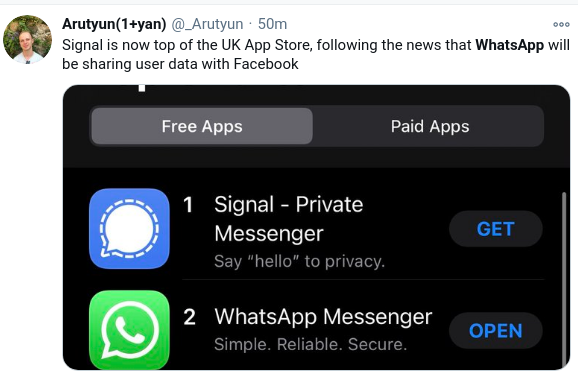 Arutyun(1+yan) @_Arutyun · 50m
Signal is now top of the UK App Store, following the news that WhatsApp will
be sharing user data with Facebook
Free Apps
Paid Apps
1 Signal - Private
Messenger
GET
Say “hello” to privacy.
2 WhatsApp Messenger
OPEN
Simple. Reliable. Secure.